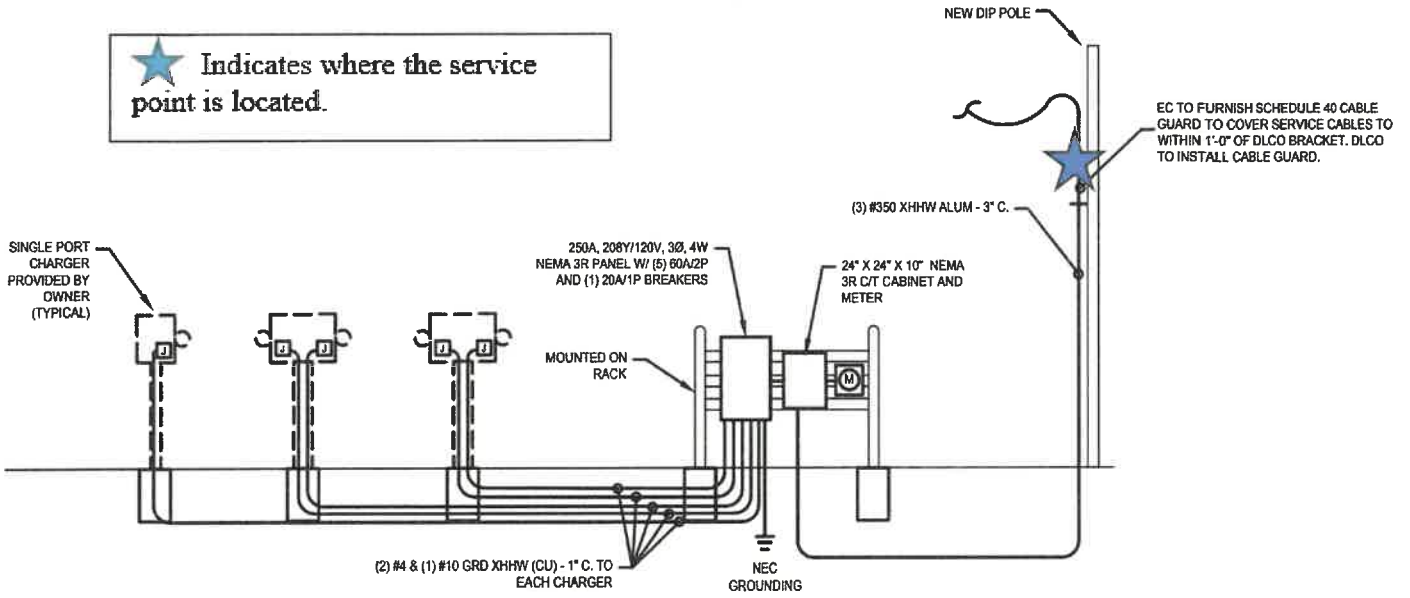 Indicates where the service
point is located.
NEW DIP POLE
EC TO FURNISH SCHEDULE 40 CABLE
GUARD TO COVER SERVICE CABLES TO
WITHIN 1'-0" OF DLCO BRACKET. DLCO
TO INSTALL CABLE GUARD.
(3) #350 XHHW ALUM - 3" C.
SINGLE PORT
CHARGER
PROVIDED BY
OWNER
(TYPICAL)
250A, 208Y/120V, 3Ø, 4W
NEMA 3R PANEL W/ (5) 60A/2P
AND (1) 20A/1P BREAKERS
24" X 24" X 10" NEMA
3R C/T CABINET AND
METER
MOUNTED ON
RACK
J
J
J
J
J
M
(2) #4 & (1) #10 GRD XHHW (CU) - 1" C. TO
EACH CHARGER
NEC
GROUNDING